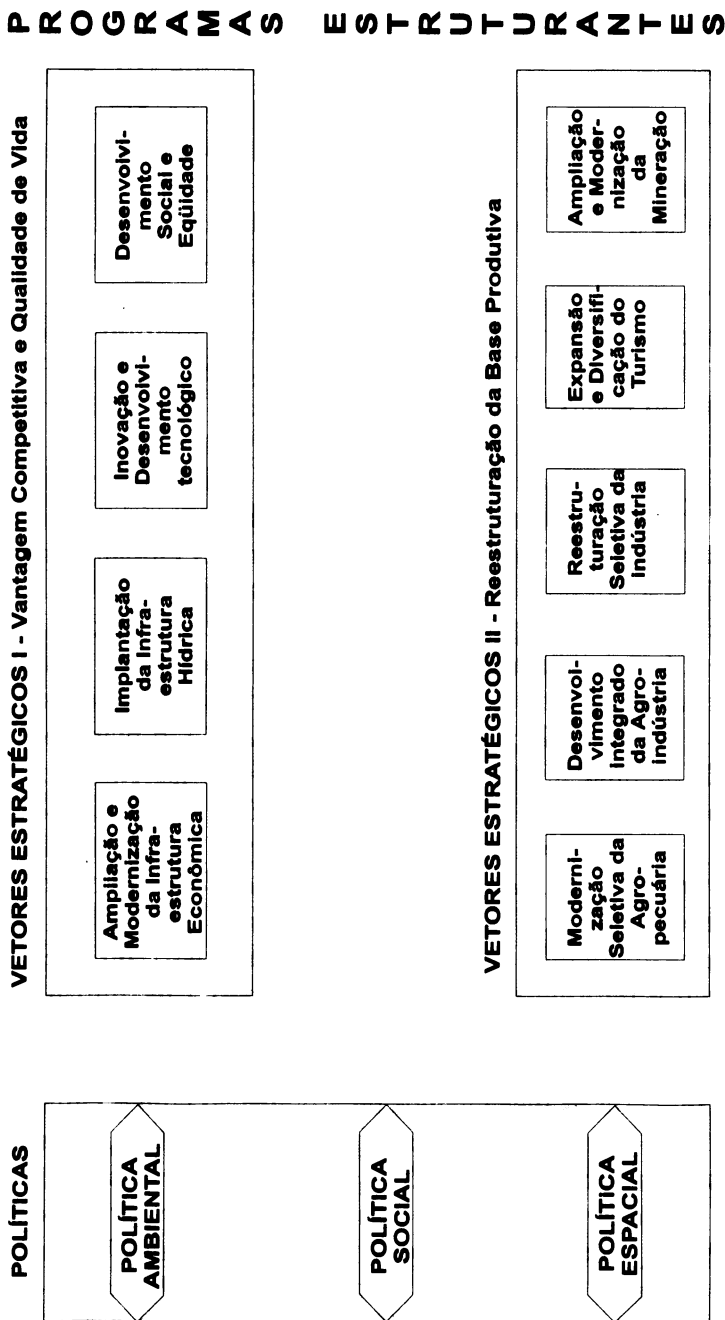 POLÍTICAS
POLÍTICA
AMBIENTAL
POLÍTICA
SOCIAL
POLÍTICA
ESPACIAL
VETORES ESTRATÉGICOS I - Vantagem Competitiva e Qualidade de Vida
Ampliação e
Modernização
da Infra-
estrutura
Econômica
Implantação
da Infra-
estrutura
Hídrica
Inovação e
Desenvolvi-
mento
tecnológico
Desenvolvi-
mento
Social e
Eqüidade
VETORES ESTRATÉGICOS II - Reestruturação da Base Produtiva
Moderni-
zação
Seletiva da
Agro-
pecuária
Desenvol-
vimento
Integrado
da Agro-
indústria
Reestru-
turação
Seletiva da
Indústria
Expansão
e Diversifi-
cação do
Turismo
Ampliação
e Moder-
nização
da
Mineração
PROGRAMAS ESTRUTURANTES